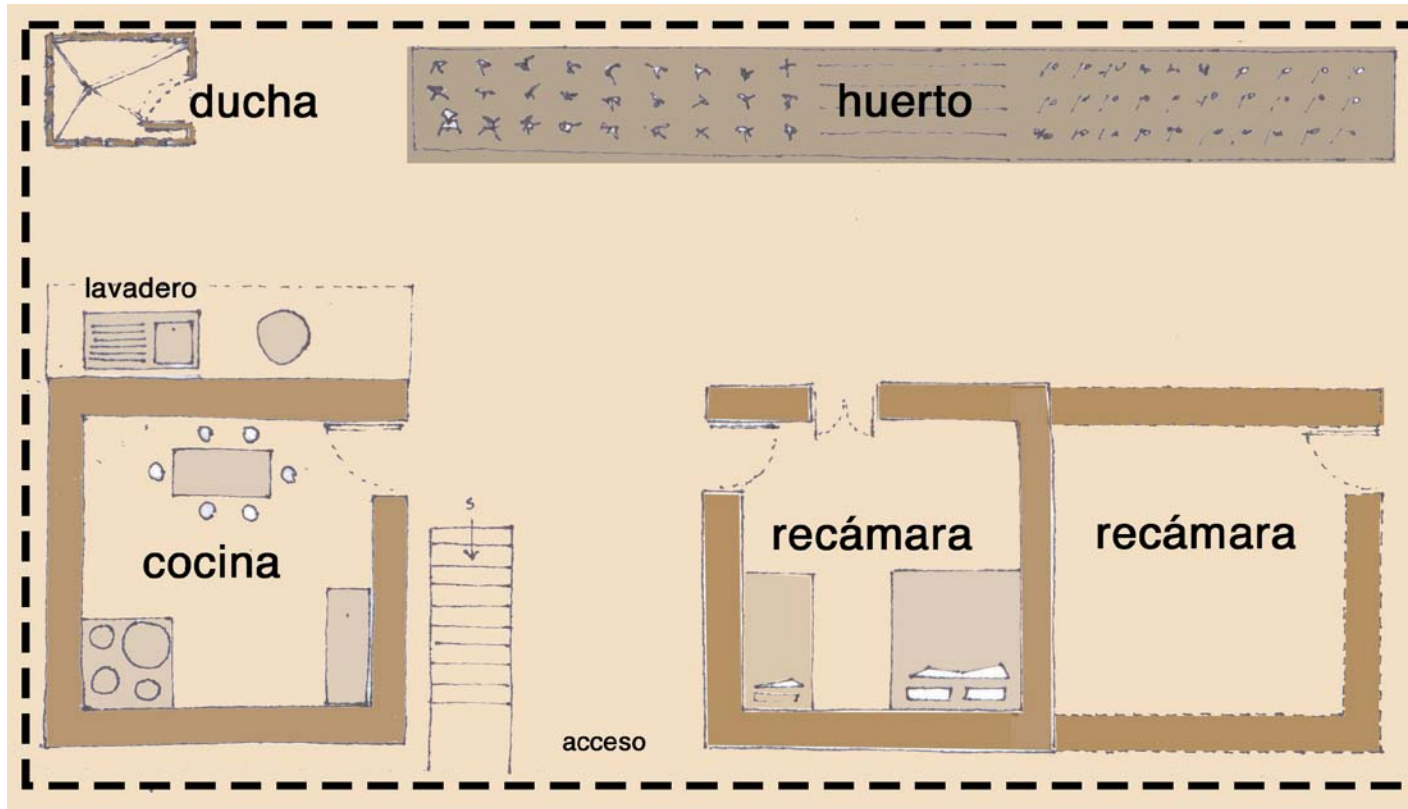 ducha
huerto
lavadero
cocina
s
recámara
recámara
acceso